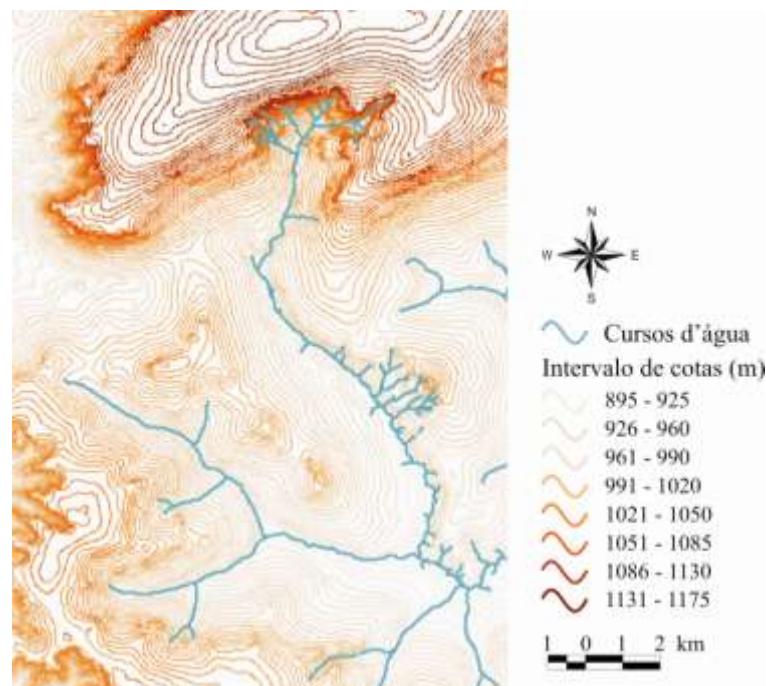 N
W E
S
Cursos d'água
Intervalo de cotas (m)
895 - 925
926 - 960
961 - 990
991 - 1020
1021 - 1050
1051 - 1085
1086 - 1130
1131 - 1175
1 0 1 2 km